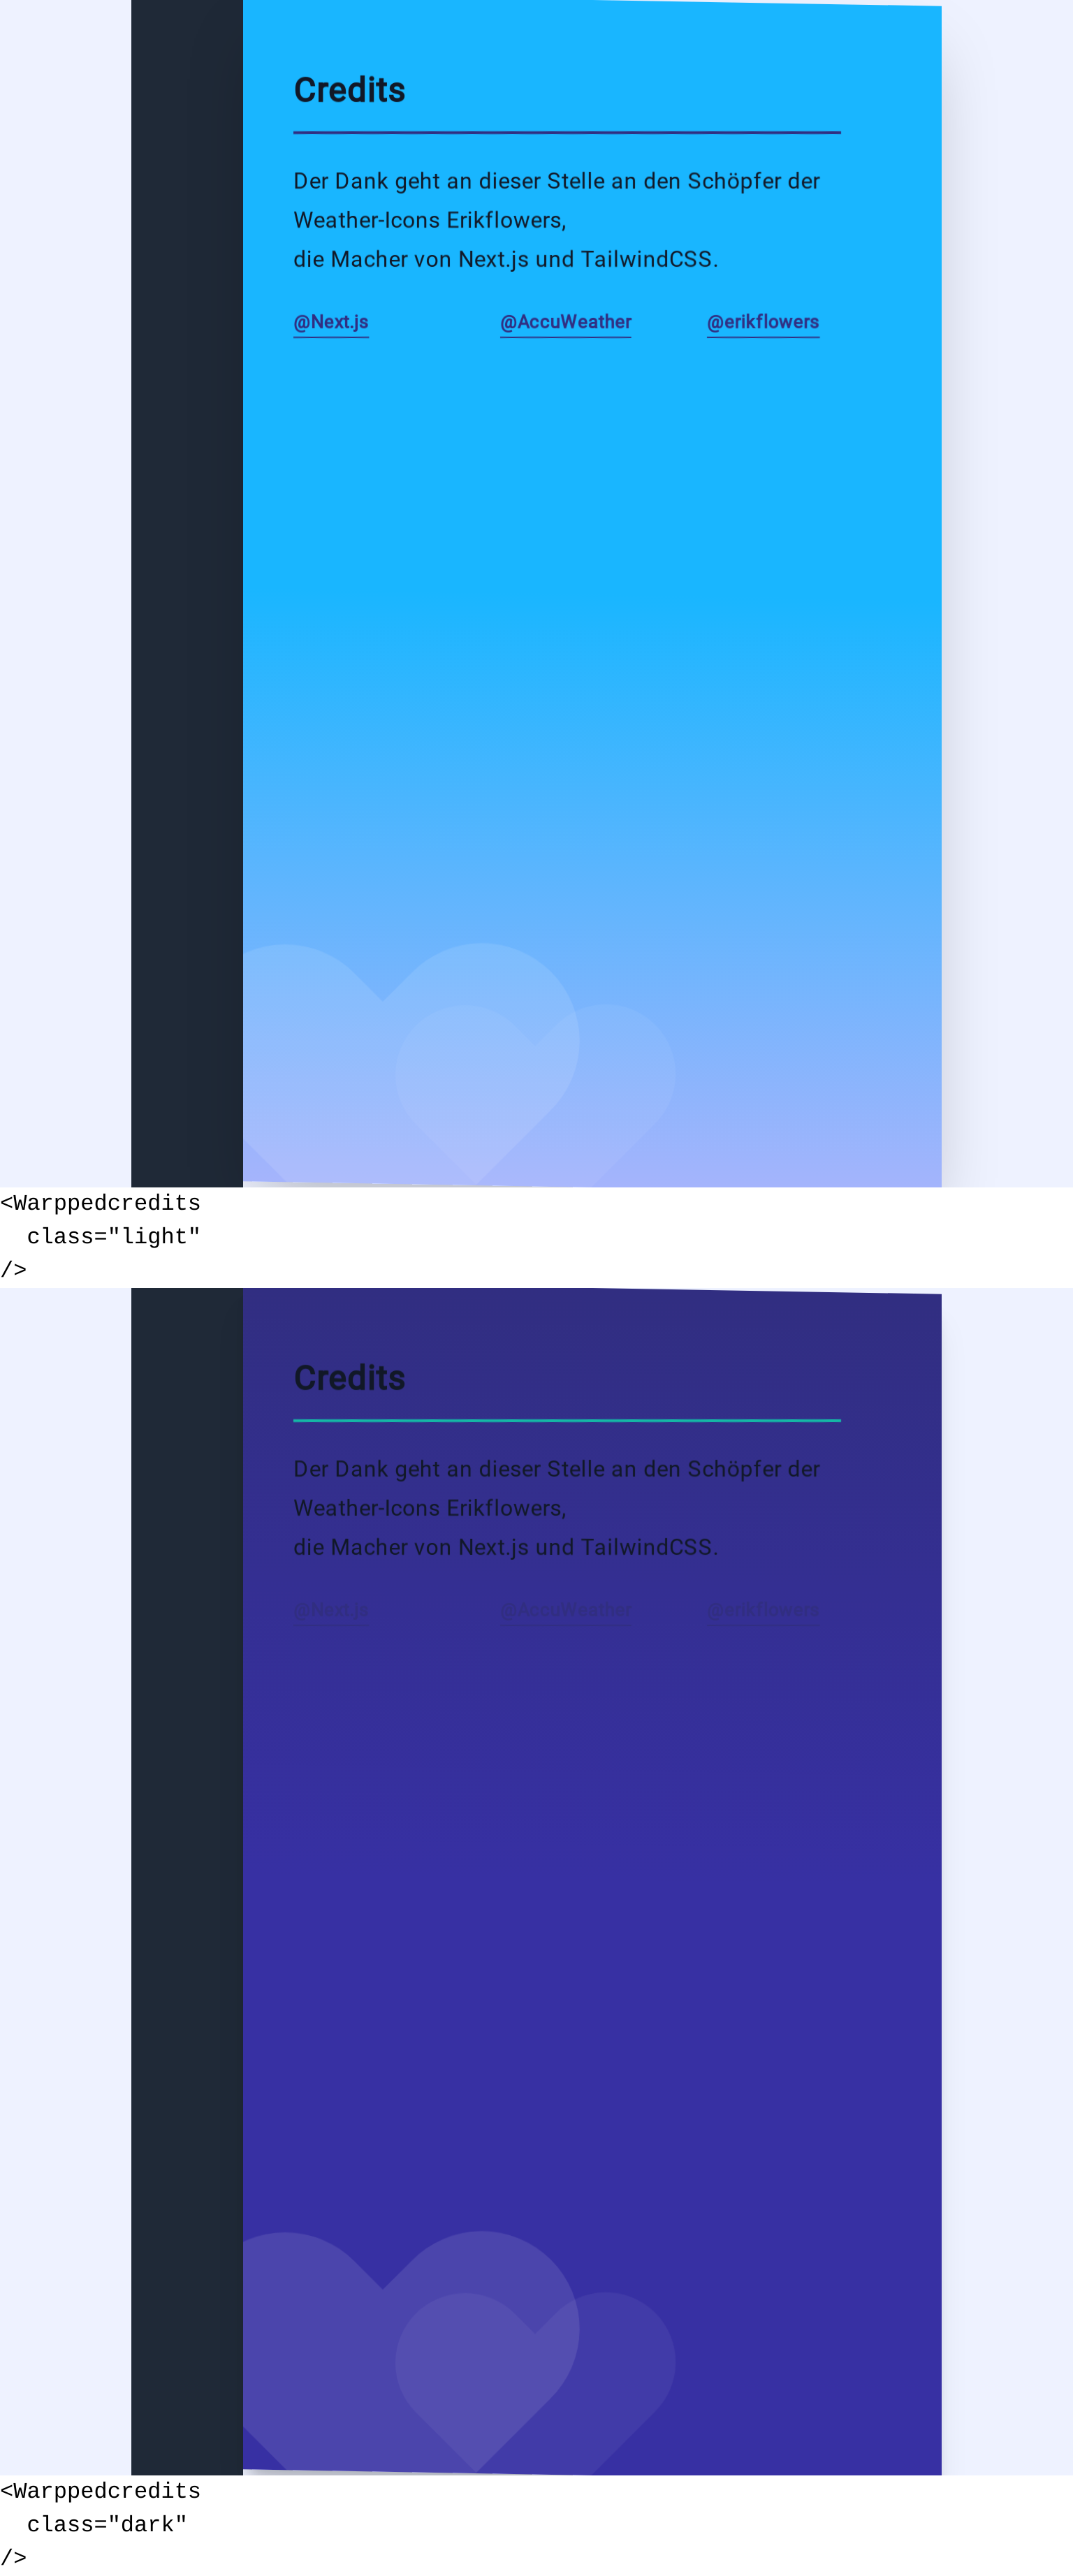 Credits
Der Dank geht an dieser Stelle an den Schöpfer der
Weather-Icons Erikflowers,
die Macher von Next.js und TailwindCSS.
@Next.js @AccuWeather @erikflowers
<Warppedcredits
  class="light"
/>
Credits
Der Dank geht an dieser Stelle an den Schöpfer der
Weather-Icons Erikflowers,
die Macher von Next.js und TailwindCSS.
@Next.js @AccuWeather @erikflowers
<Warppedcredits
  class="dark"
/>